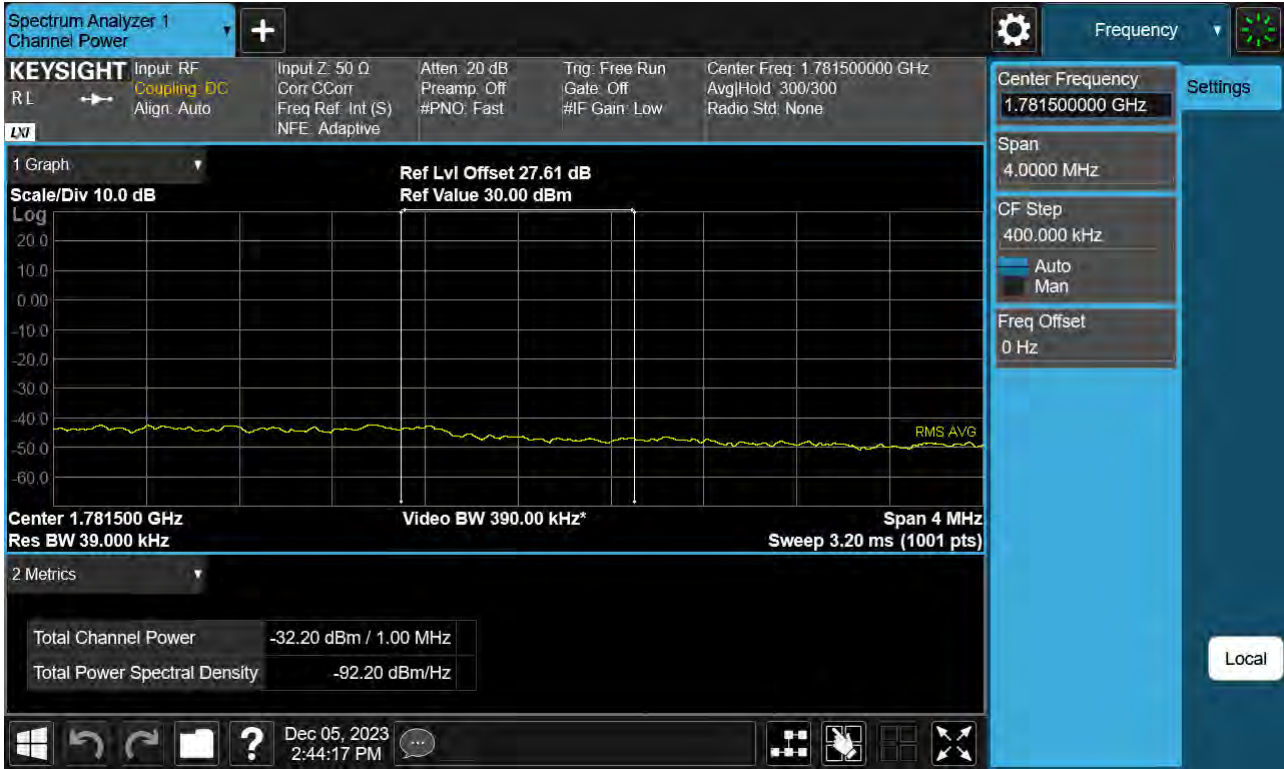 Spectrum Analyzer 1
Channel Power
+
Frequency
KEYSIGHT
RL
LXI
Input: RF
Coupling: DC
Align: Auto
Input Z: 50 Ω
Corr CCorr
Freq Ref: Int (S)
NFE: Adaptive
Atten: 20 dB
Preamp: Off
#PNO: Fast
Trig: Free Run
Gate: Off
#IF Gain: Low
Center Freq: 1.781500000 GHz
Avg|Hold: 300/300
Radio Std: None
Center Frequency
1.781500000 GHz
Settings
Span
4.0000 MHz
CF Step
400.000 kHz
Auto
Man
Freq Offset
0 Hz
Local
1 Graph
Scale/Div 10.0 dB
Ref Lvl Offset 27.61 dB
Ref Value 30.00 dBm
Log
20.0
10.0
0.00
-10.0
-20.0
-30.0
-40.0
-50.0
-60.0
RMS AVG
Center 1.781500 GHz
Video BW 390.00 kHz*
Span 4 MHz
Res BW 39.000 kHz
Sweep 3.20 ms (1001 pts)
2 Metrics
Total Channel Power -32.20 dBm / 1.00 MHz
Total Power Spectral Density -92.20 dBm/Hz
?
Dec 05, 2023
2:44:17 PM